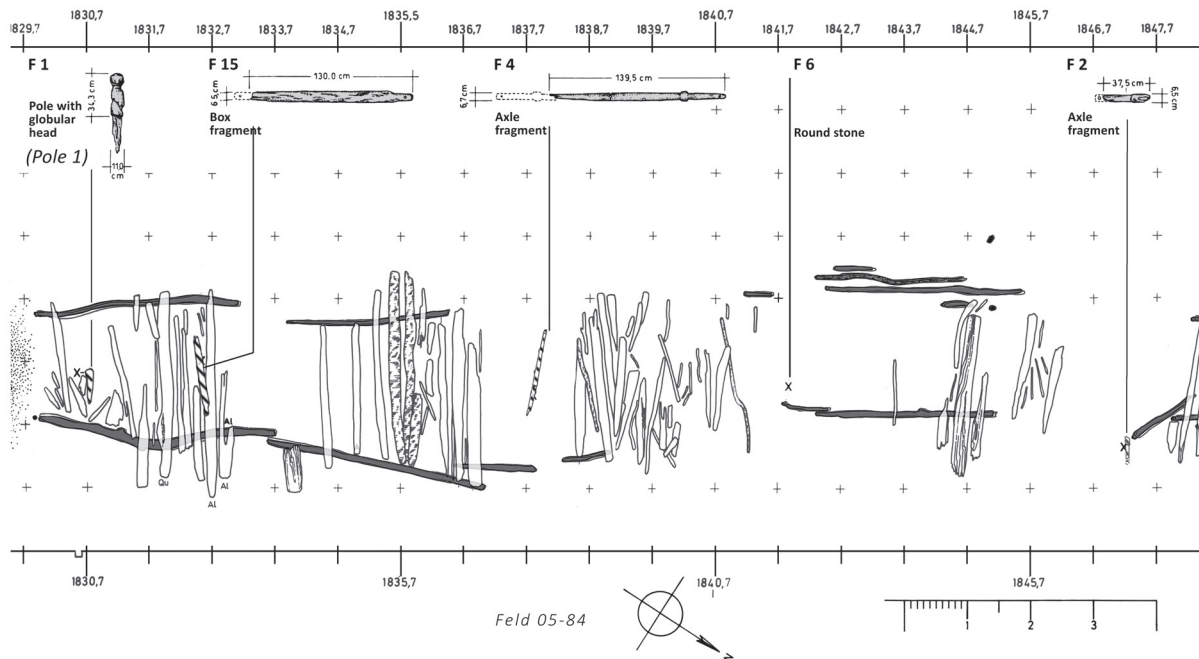 1830,7 1835,5 1840,7 1845,7
1829,7 1831,7 1832,7 1833,7 1834,7 1836,7 1837,7 1838,7 1839,7 1841,7 1842,7 1843,7 1844,7 1846,7 1847,7
F 1 F 15 F 4 F 6 F 2
130.0 cm 139,5 cm 37,5 cm
34,3 cm 6,5 cm 6,7 cm 6,5 cm
Pole with
globular
head
(Pole 1)
11,0
cm
Box
fragment
Axle
fragment
Round stone
Axle
fragment
X
X
X
Al
Qu Al
Al
1830,7 1835,7 1840,7 1845,7
Feld 05-84
N
1 2 3